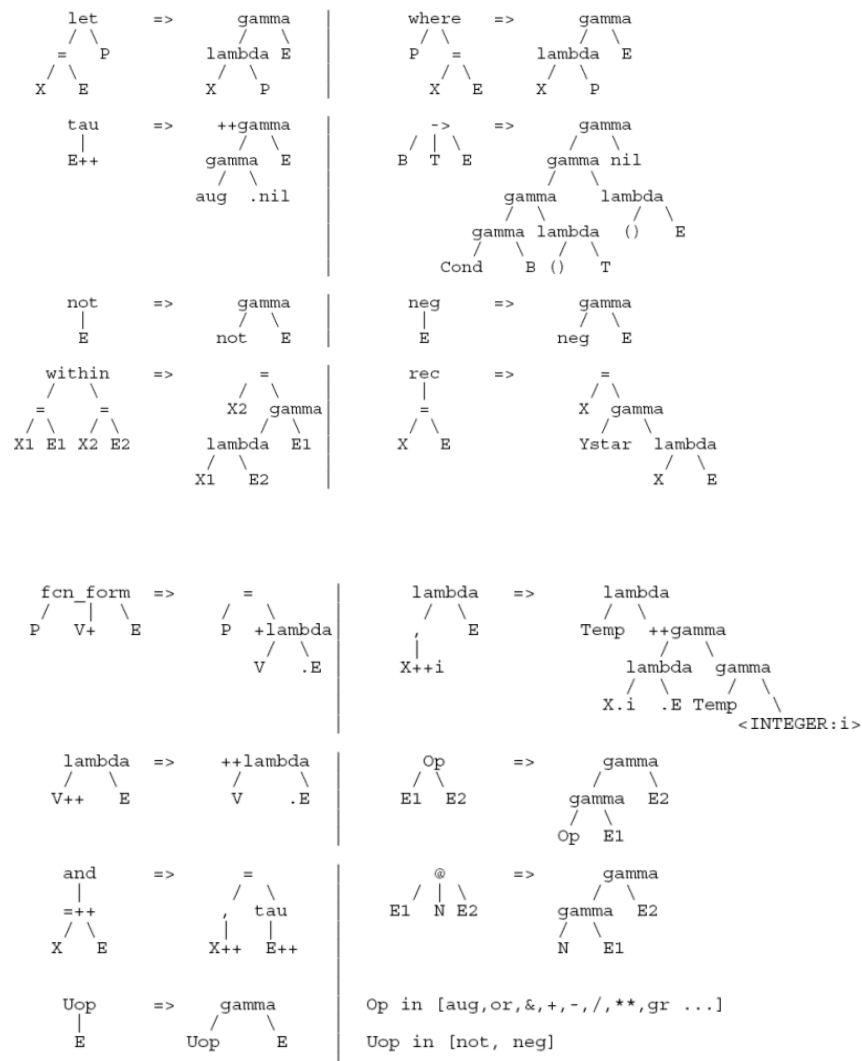 let => gamma | where => gamma
/ \ / \ | / \ / \
= P lambda E | P = lambda E
/ \ / \ | / \ / \
X E X P | X E X P
tau => ++gamma | -> => gamma
| / \ | / | \ / \
E++ gamma E | B T E gamma nil
/ \ | / \
aug .nil | gamma lambda
| / \ / \
| gamma lambda () E
| / \ / \
| Cond B () T
not => gamma | neg => gamma
| / \ | | / \
E not E | E neg E
within => = | rec => =
/ \ / \ | | / \
= = X2 gamma | = X gamma
/ \ / \ / \ | / \ / \
X1 E1 X2 E2 lambda E1 | X E Ystar lambda
/ \ | / \
X1 E2 | X E
fcn_form => = | lambda => lambda
/ | \ / \ | / \ / \
P V+ E P +lambda | , E Temp ++gamma
/ \ | | / \
V .E | X++i lambda gamma
| / \ / \
| X.i .E Temp \
| <INTEGER:i>
lambda => ++lambda | Op => gamma
/ \ / \ | / \ / \
V++ E V .E | E1 E2 gamma E2
| / \
| Op E1
and => = | @ => gamma
| / \ | / | \ / \
=++ , tau | E1 N E2 gamma E2
/ \ | | | / \
X E X++ E++ | N E1
Uop => gamma | Op in [aug,or,&,+,-,/,**,gr ...]
| / \ |
E Uop E | Uop in [not, neg]